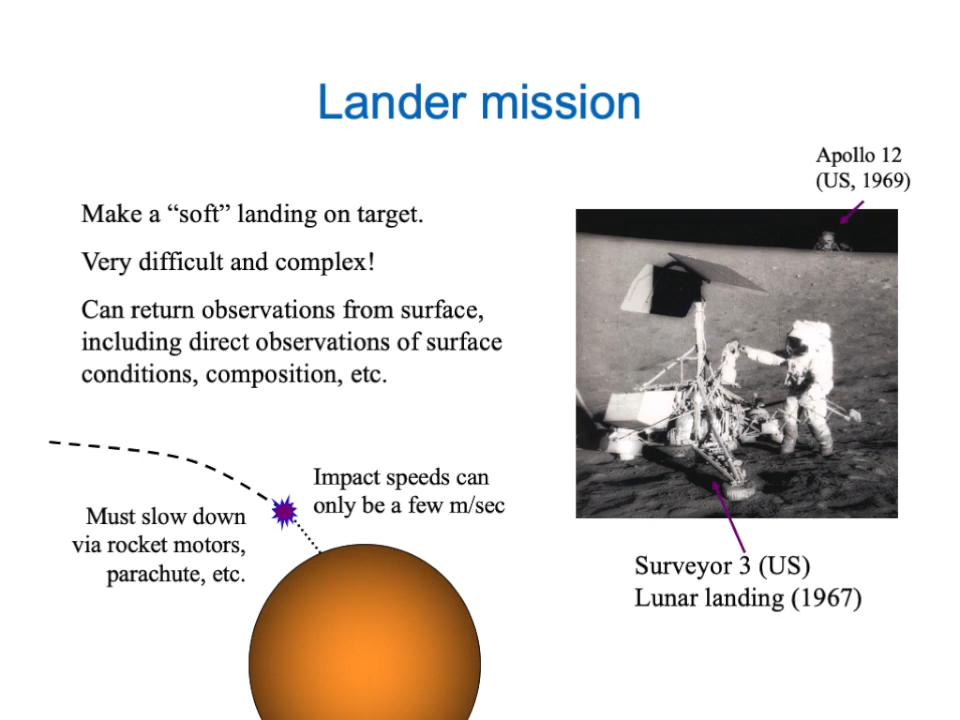 Lander mission
Apollo 12
(US, 1969)
Make a “soft” landing on target.
Very difficult and complex!
Can return observations from surface,
including direct observations of surface
conditions, composition, etc.
Impact speeds can
only be a few m/sec
Must slow down
via rocket motors,
parachute, etc.
Surveyor 3 (US)
Lunar landing (1967)